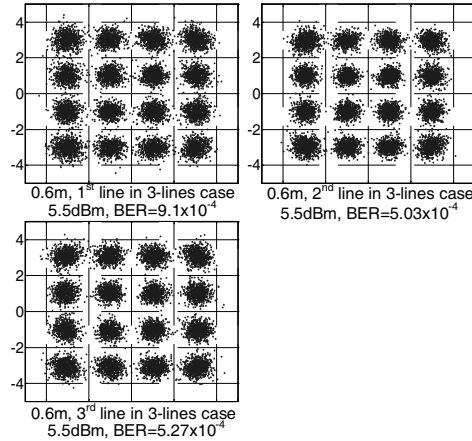 4
2
0
-2
-4
0.6m, 1st line in 3-lines case
5.5dBm, BER=9.1x10-4
4
2
0
-2
-4
0.6m, 2nd line in 3-lines case
5.5dBm, BER=5.03x10-4
4
2
0
-2
-4
0.6m, 3rd line in 3-lines case
5.5dBm, BER=5.27x10-4